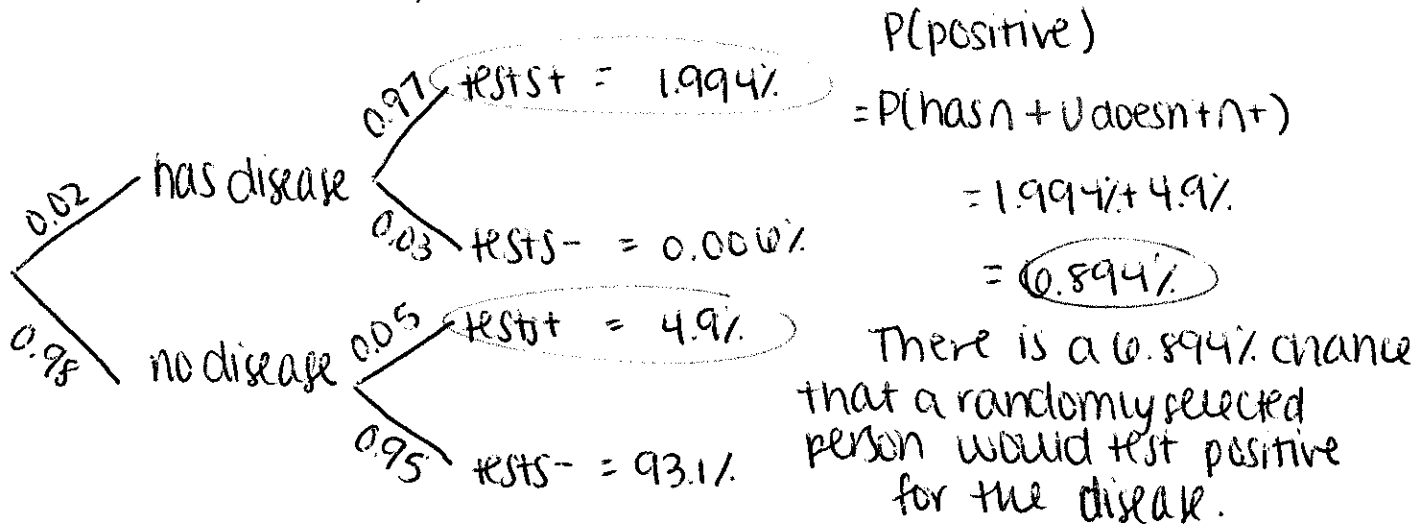 P(positive)
0.97 tests+ = 1.994%
=P(has∩+∪doesnt∩+)
0.02 has disease
=1.994%+4.9%
0.03 tests- = 0.006%
= 6.894%
0.05 tests+ = 4.9%
0.98 no disease
There is a 6.894% chance
that a randomly selected
person would test positive
for the disease.
0.95 tests- = 93.1%